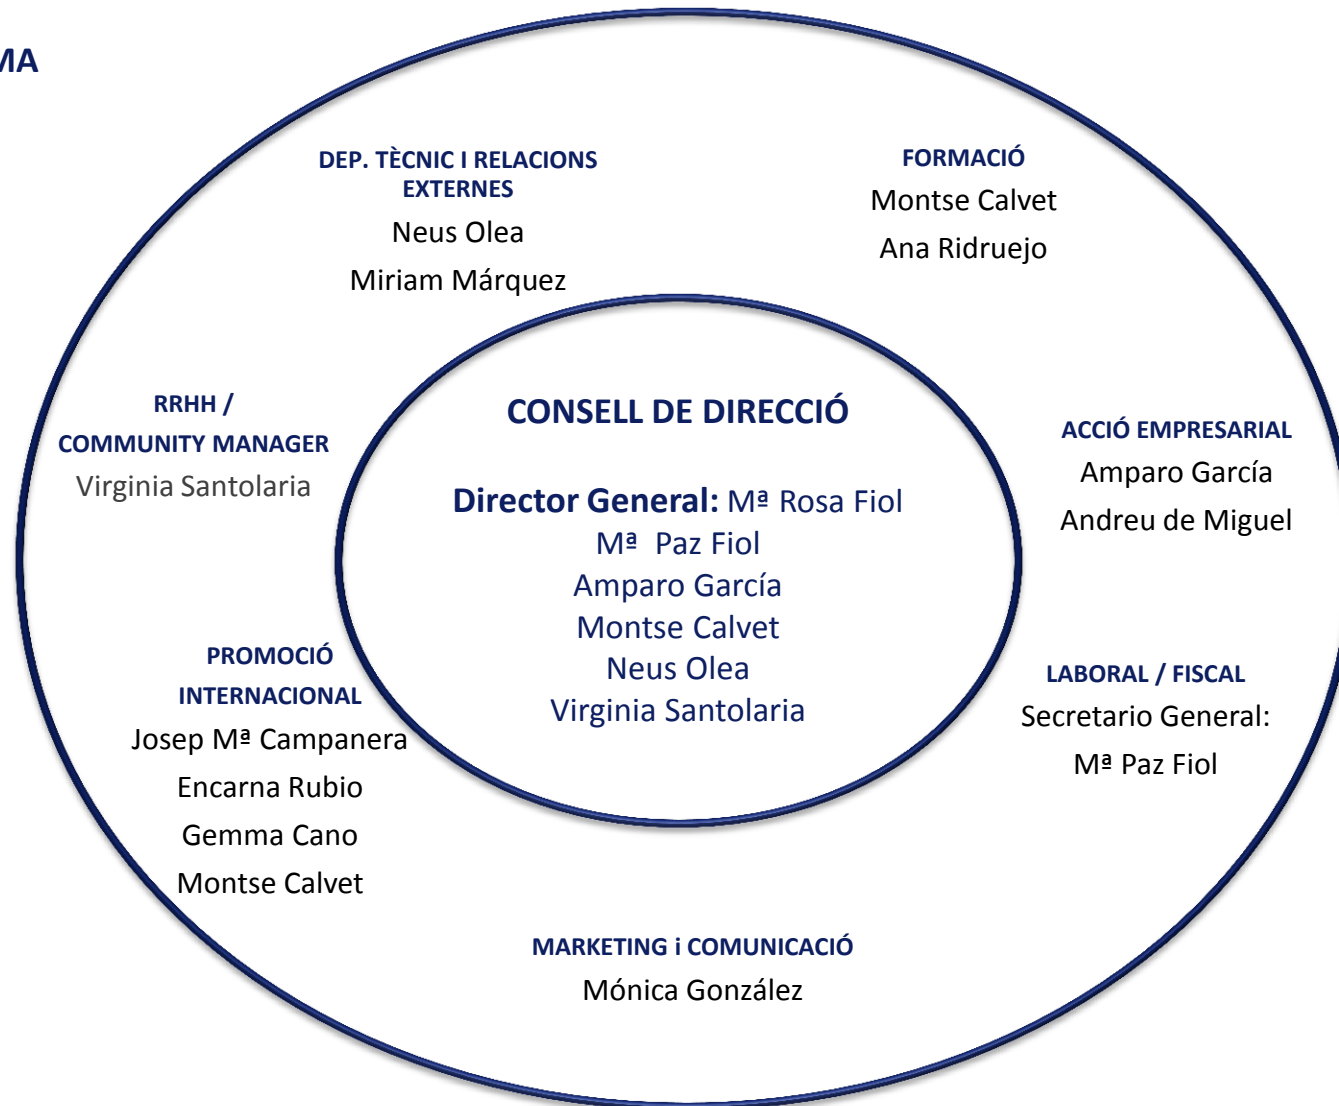 MA
DEP. TÈCNIC I RELACIONS
EXTERNES
Neus Olea
Miriam Márquez
FORMACIÓ
Montse Calvet
Ana Ridruejo
RRHH /
COMMUNITY MANAGER
Virginia Santolaria
CONSELL DE DIRECCIÓ
Director General: Mª Rosa Fiol
Mª Paz Fiol
Amparo García
Montse Calvet
Neus Olea
Virginia Santolaria
ACCIÓ EMPRESARIAL
Amparo García
Andreu de Miguel
PROMOCIÓ
INTERNACIONAL
Josep Mª Campanera
Encarna Rubio
Gemma Cano
Montse Calvet
LABORAL / FISCAL
Secretario General:
Mª Paz Fiol
MARKETING i COMUNICACIÓ
Mónica González